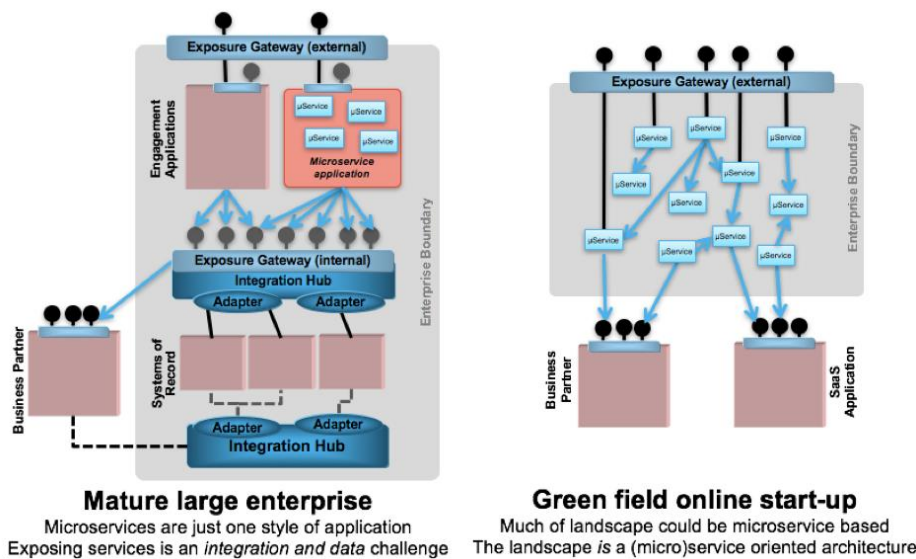 Exposure Gateway (external)
Engagement
Applications
µService
µService
µService
µService
Microservice
application
Enterprise Boundary
Exposure Gateway (internal)
Integration Hub
Adapter
Adapter
Business Partner
Systems of
Record
Adapter
Adapter
Integration Hub
Mature large enterprise
Microservices are just one style of application
Exposing services is an integration and data challenge
Exposure Gateway (external)
µService
µService
µService
µService
µService
µService
µService
µService
µService
µService
µService
Enterprise Boundary
Business
Partner
SaaS
Application
Green field online start-up
Much of landscape could be microservice based
The landscape is a (micro)service oriented architecture